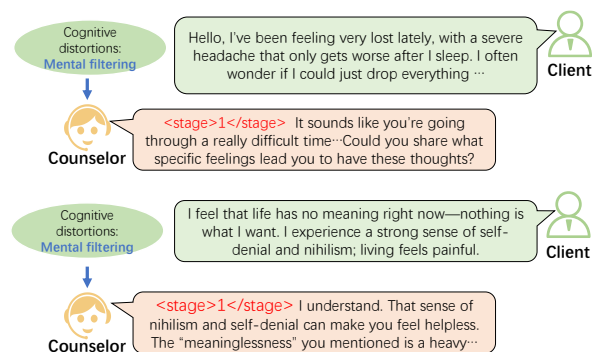 Cognitive
distortions:
Mental filtering
Hello, I've been feeling very lost lately, with a severe
headache that only gets worse after I sleep. I often
wonder if I could just drop everything ···
Client
<stage>1</stage> It sounds like you're going
through a really difficult time···Could you share what
specific feelings lead you to have these thoughts?
Counselor
Cognitive
distortions:
Mental filtering
I feel that life has no meaning right now—nothing is
what I want. I experience a strong sense of self-
denial and nihilism; living feels painful.
Client
<stage>1</stage> I understand. That sense of
nihilism and self-denial can make you feel helpless.
The "meaninglessness" you mentioned is a heavy···
Counselor